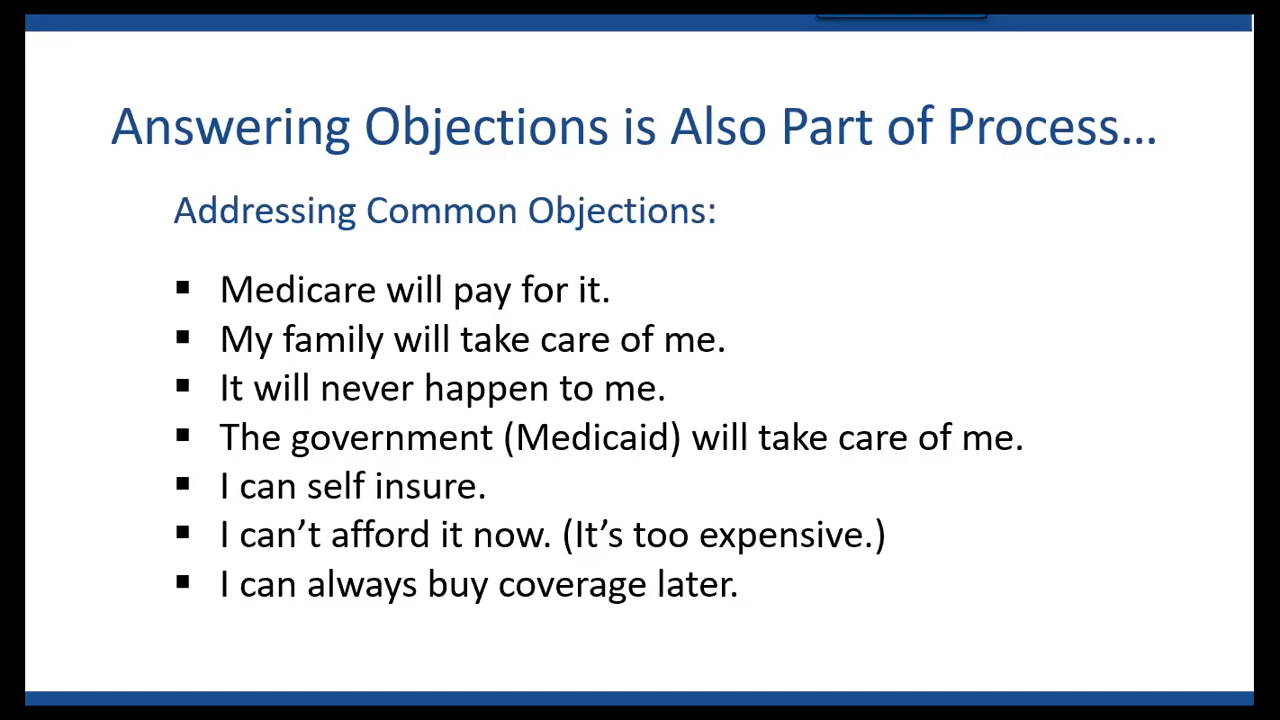 Answering Objections is Also Part of Process…
Addressing Common Objections:
▪ Medicare will pay for it.
▪ My family will take care of me.
▪ It will never happen to me.
▪ The government (Medicaid) will take care of me.
▪ I can self insure.
▪ I can’t afford it now. (It’s too expensive.)
▪ I can always buy coverage later.